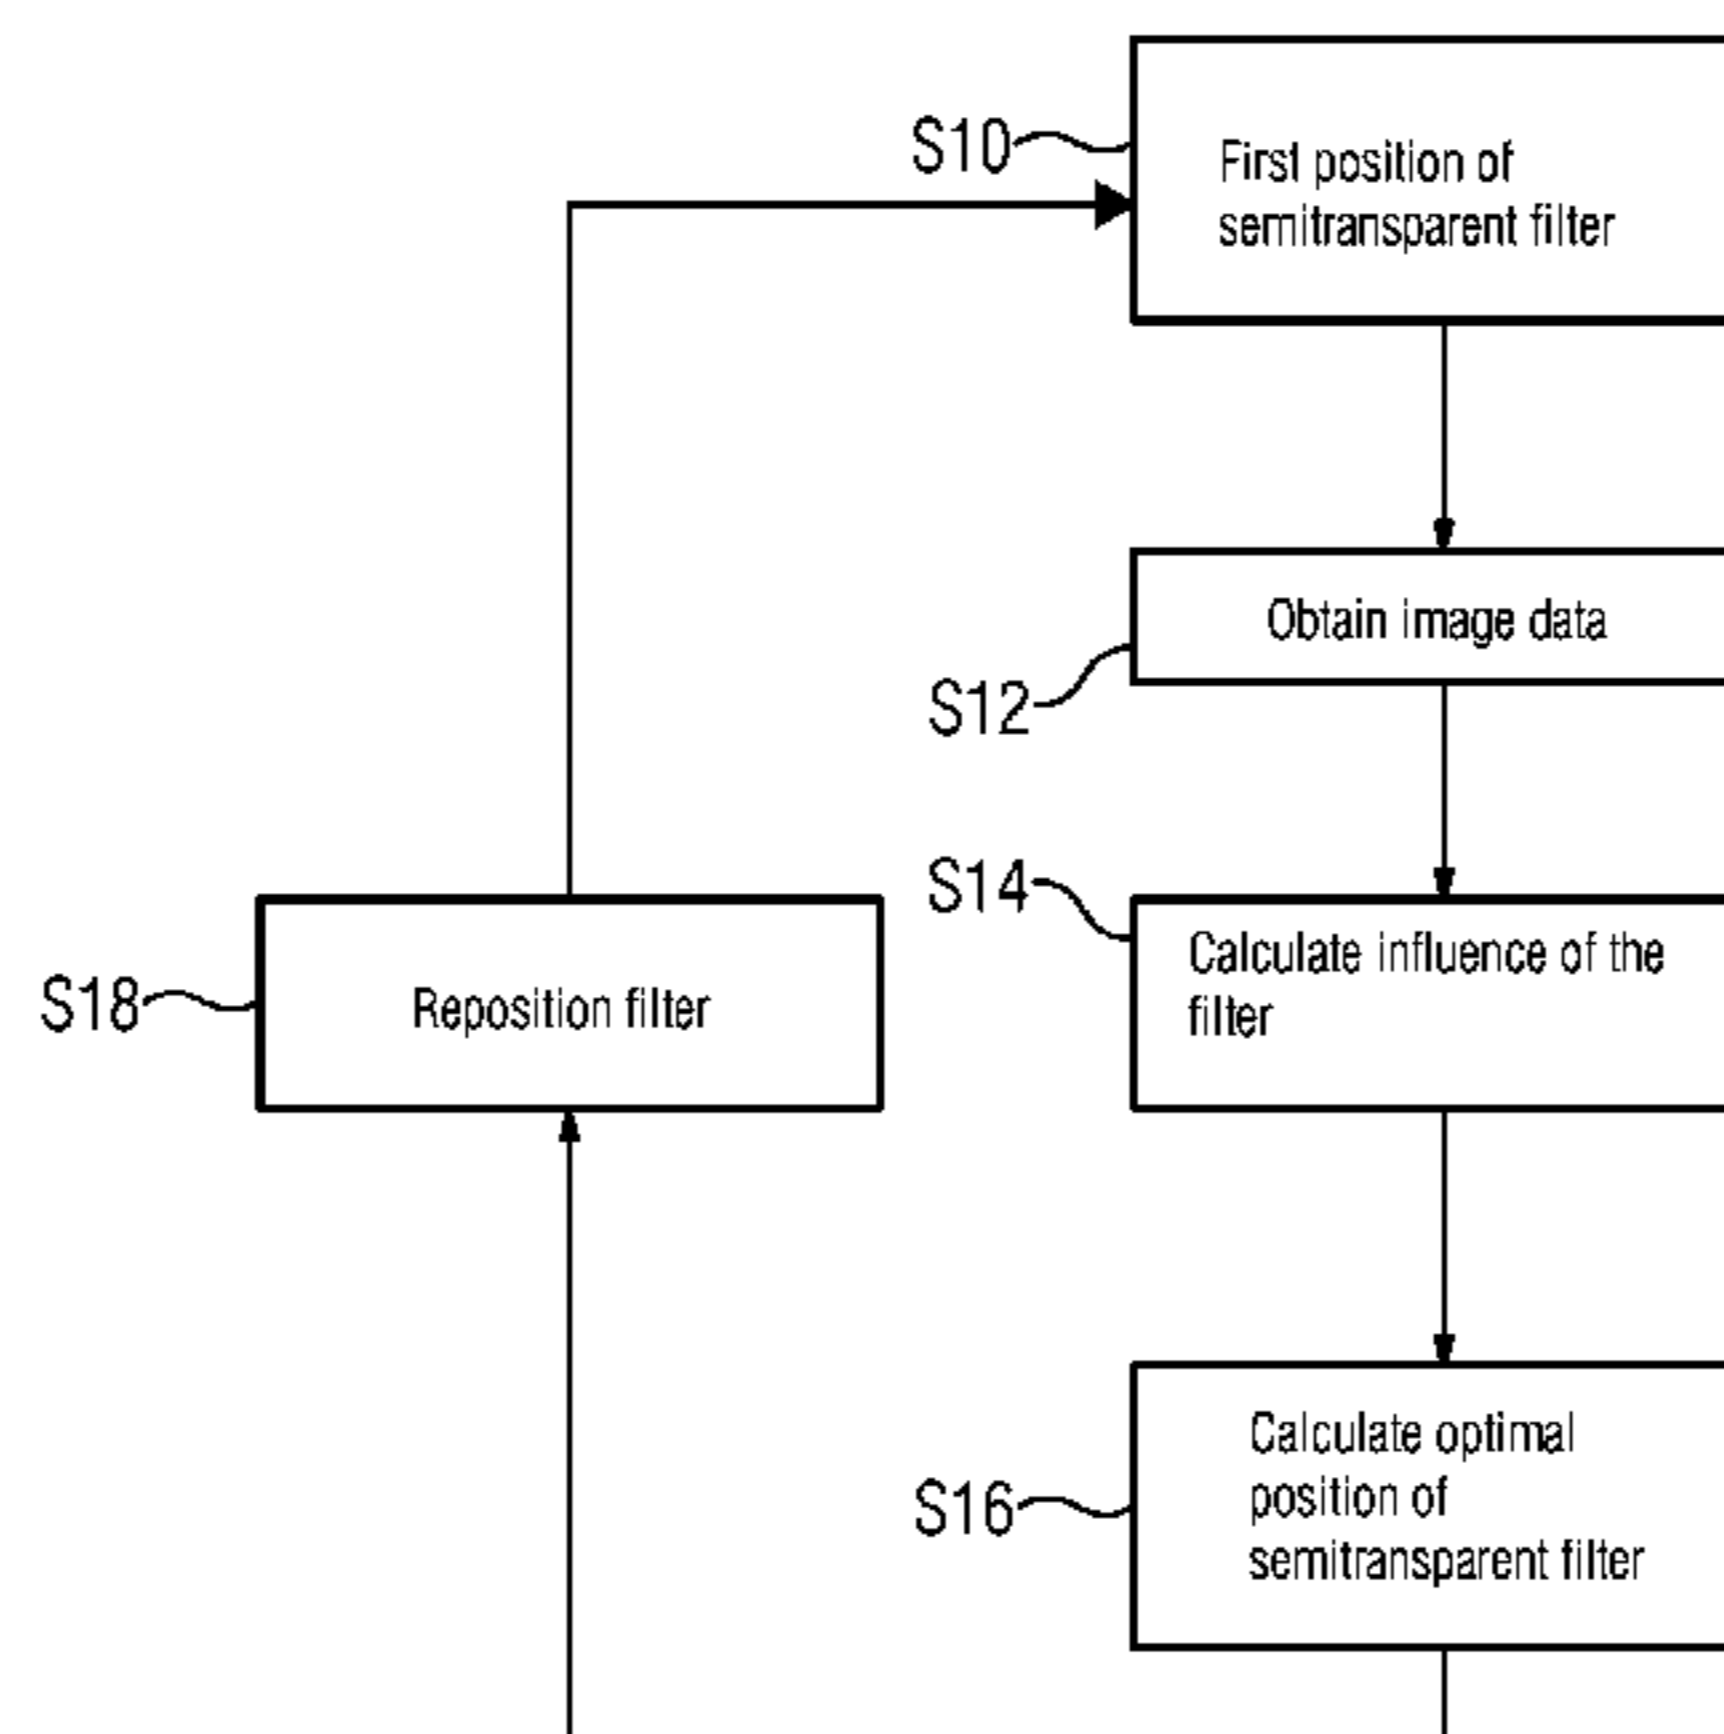 S10
First position of
semitransparent filter
Obtain image data
S12
S14
Calculate influence of the
filter
S18
Reposition filter
Calculate optimal
position of
semitransparent filter
S16